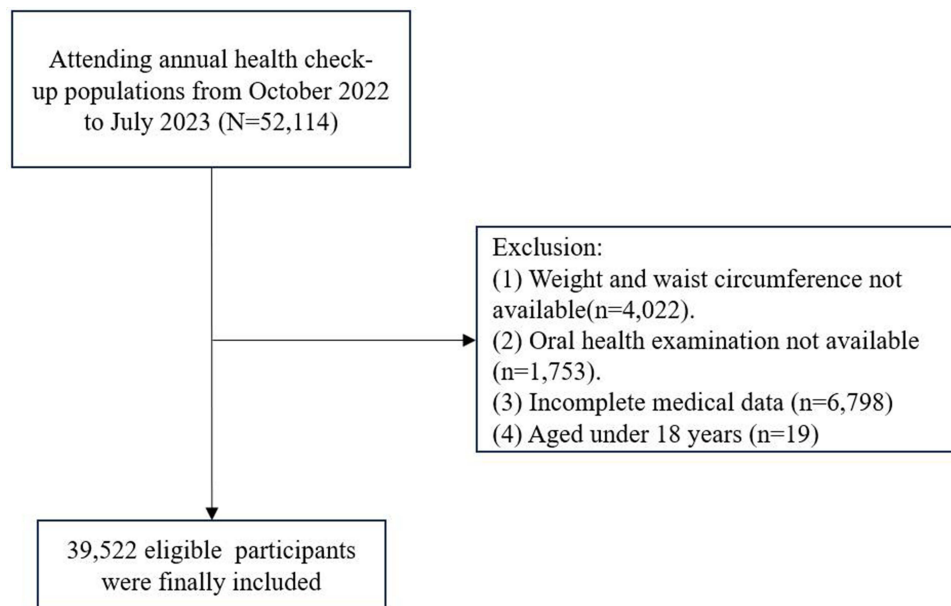 Attending annual health check-
up populations from October 2022
to July 2023 (N=52,114)
Exclusion:
(1) Weight and waist circumference not
available(n=4,022).
(2) Oral health examination not available
(n=1,753).
(3) Incomplete medical data (n=6,798)
(4) Aged under 18 years (n=19)
39,522 eligible participants
were finally included